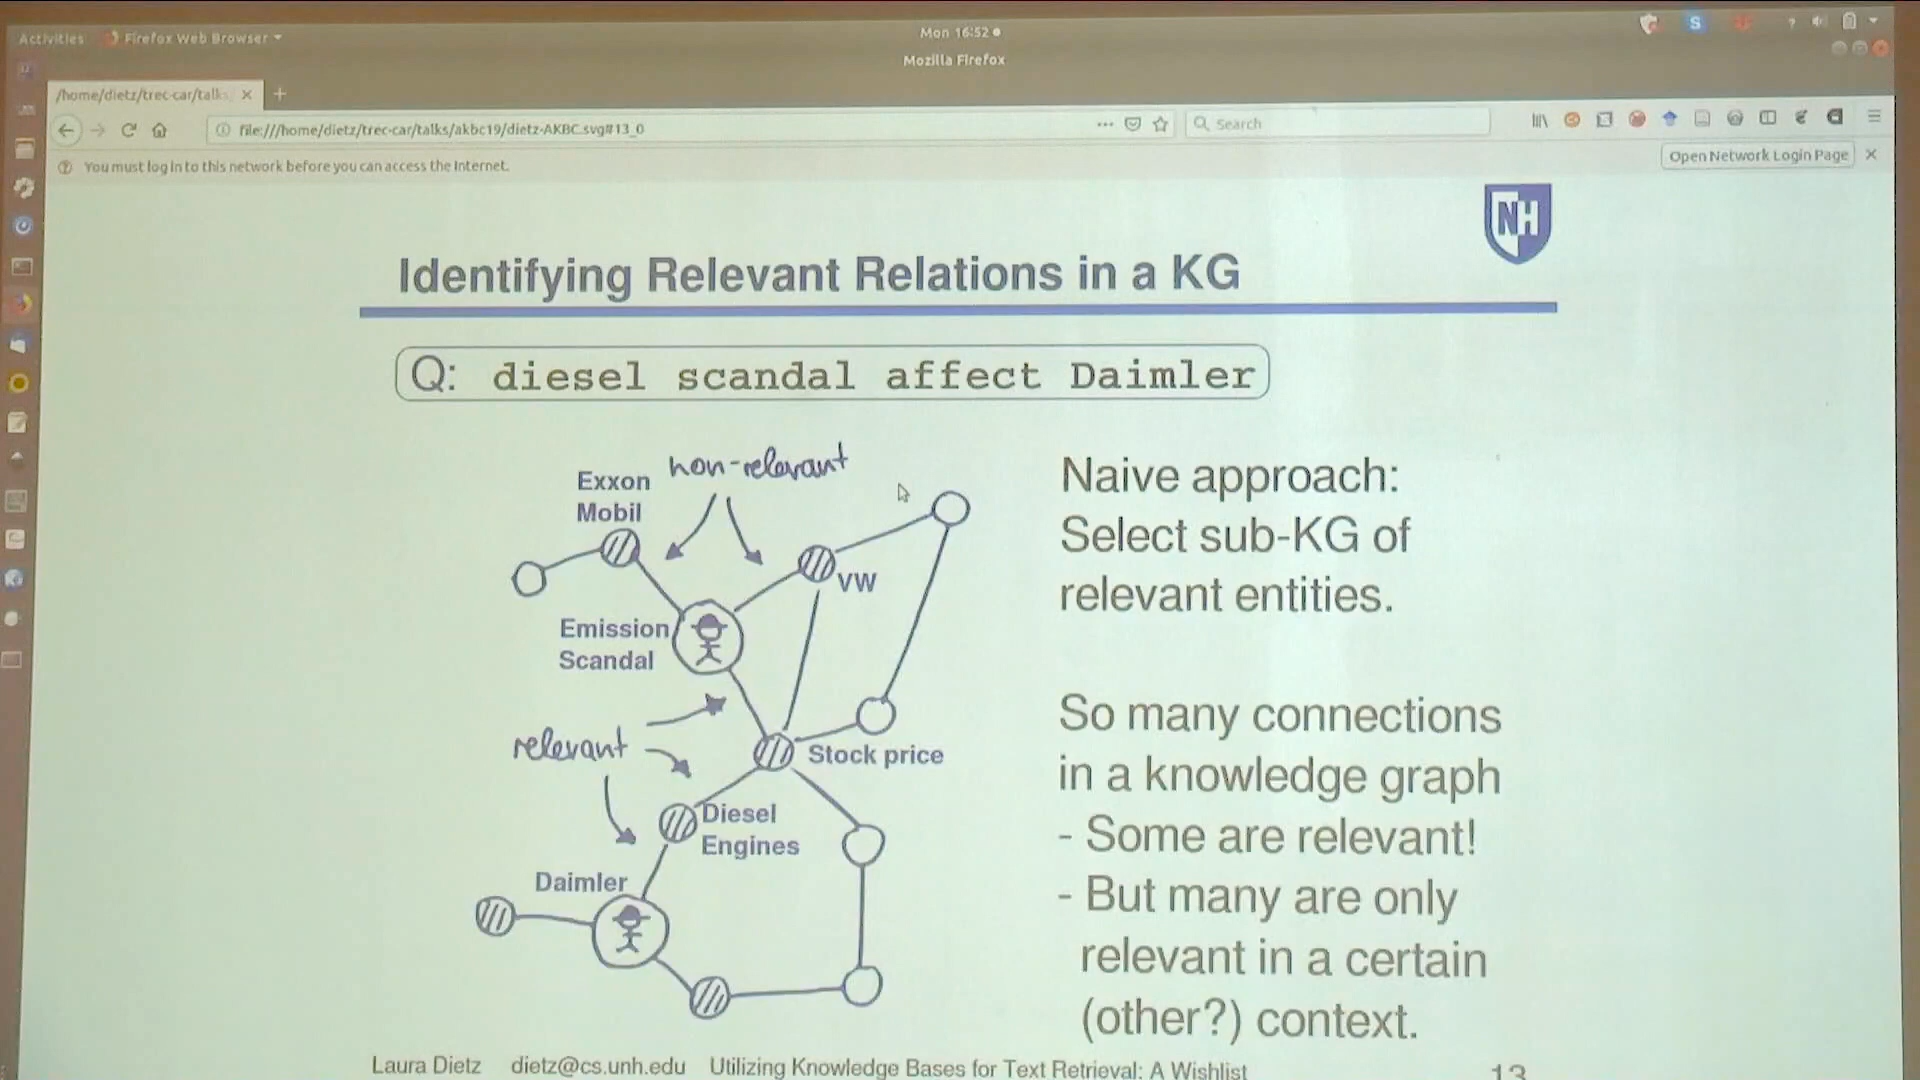 Activities Firefox Web Browser
Mon 16:52
Mozilla Firefox
/home/dietz/trec-car/talks
file:///home/dietz/trec-car/talks/akbc19/dietz-AKBC.svg#13_0
Search
You must log in to this network before you can access the Internet.
Open Network Login Page
NH
Identifying Relevant Relations in a KG
Q: diesel scandal affect Daimler
Exxon
Mobil
non-relevant
VW
Emission
Scandal
relevant
Stock price
Diesel
Engines
Daimler
Naive approach:
Select sub-KG of
relevant entities.
So many connections
in a knowledge graph
- Some are relevant!
- But many are only
relevant in a certain
(other?) context.
Laura Dietz dietz@cs.unh.edu Utilizing Knowledge Bases for Text Retrieval: A Wishlist
13